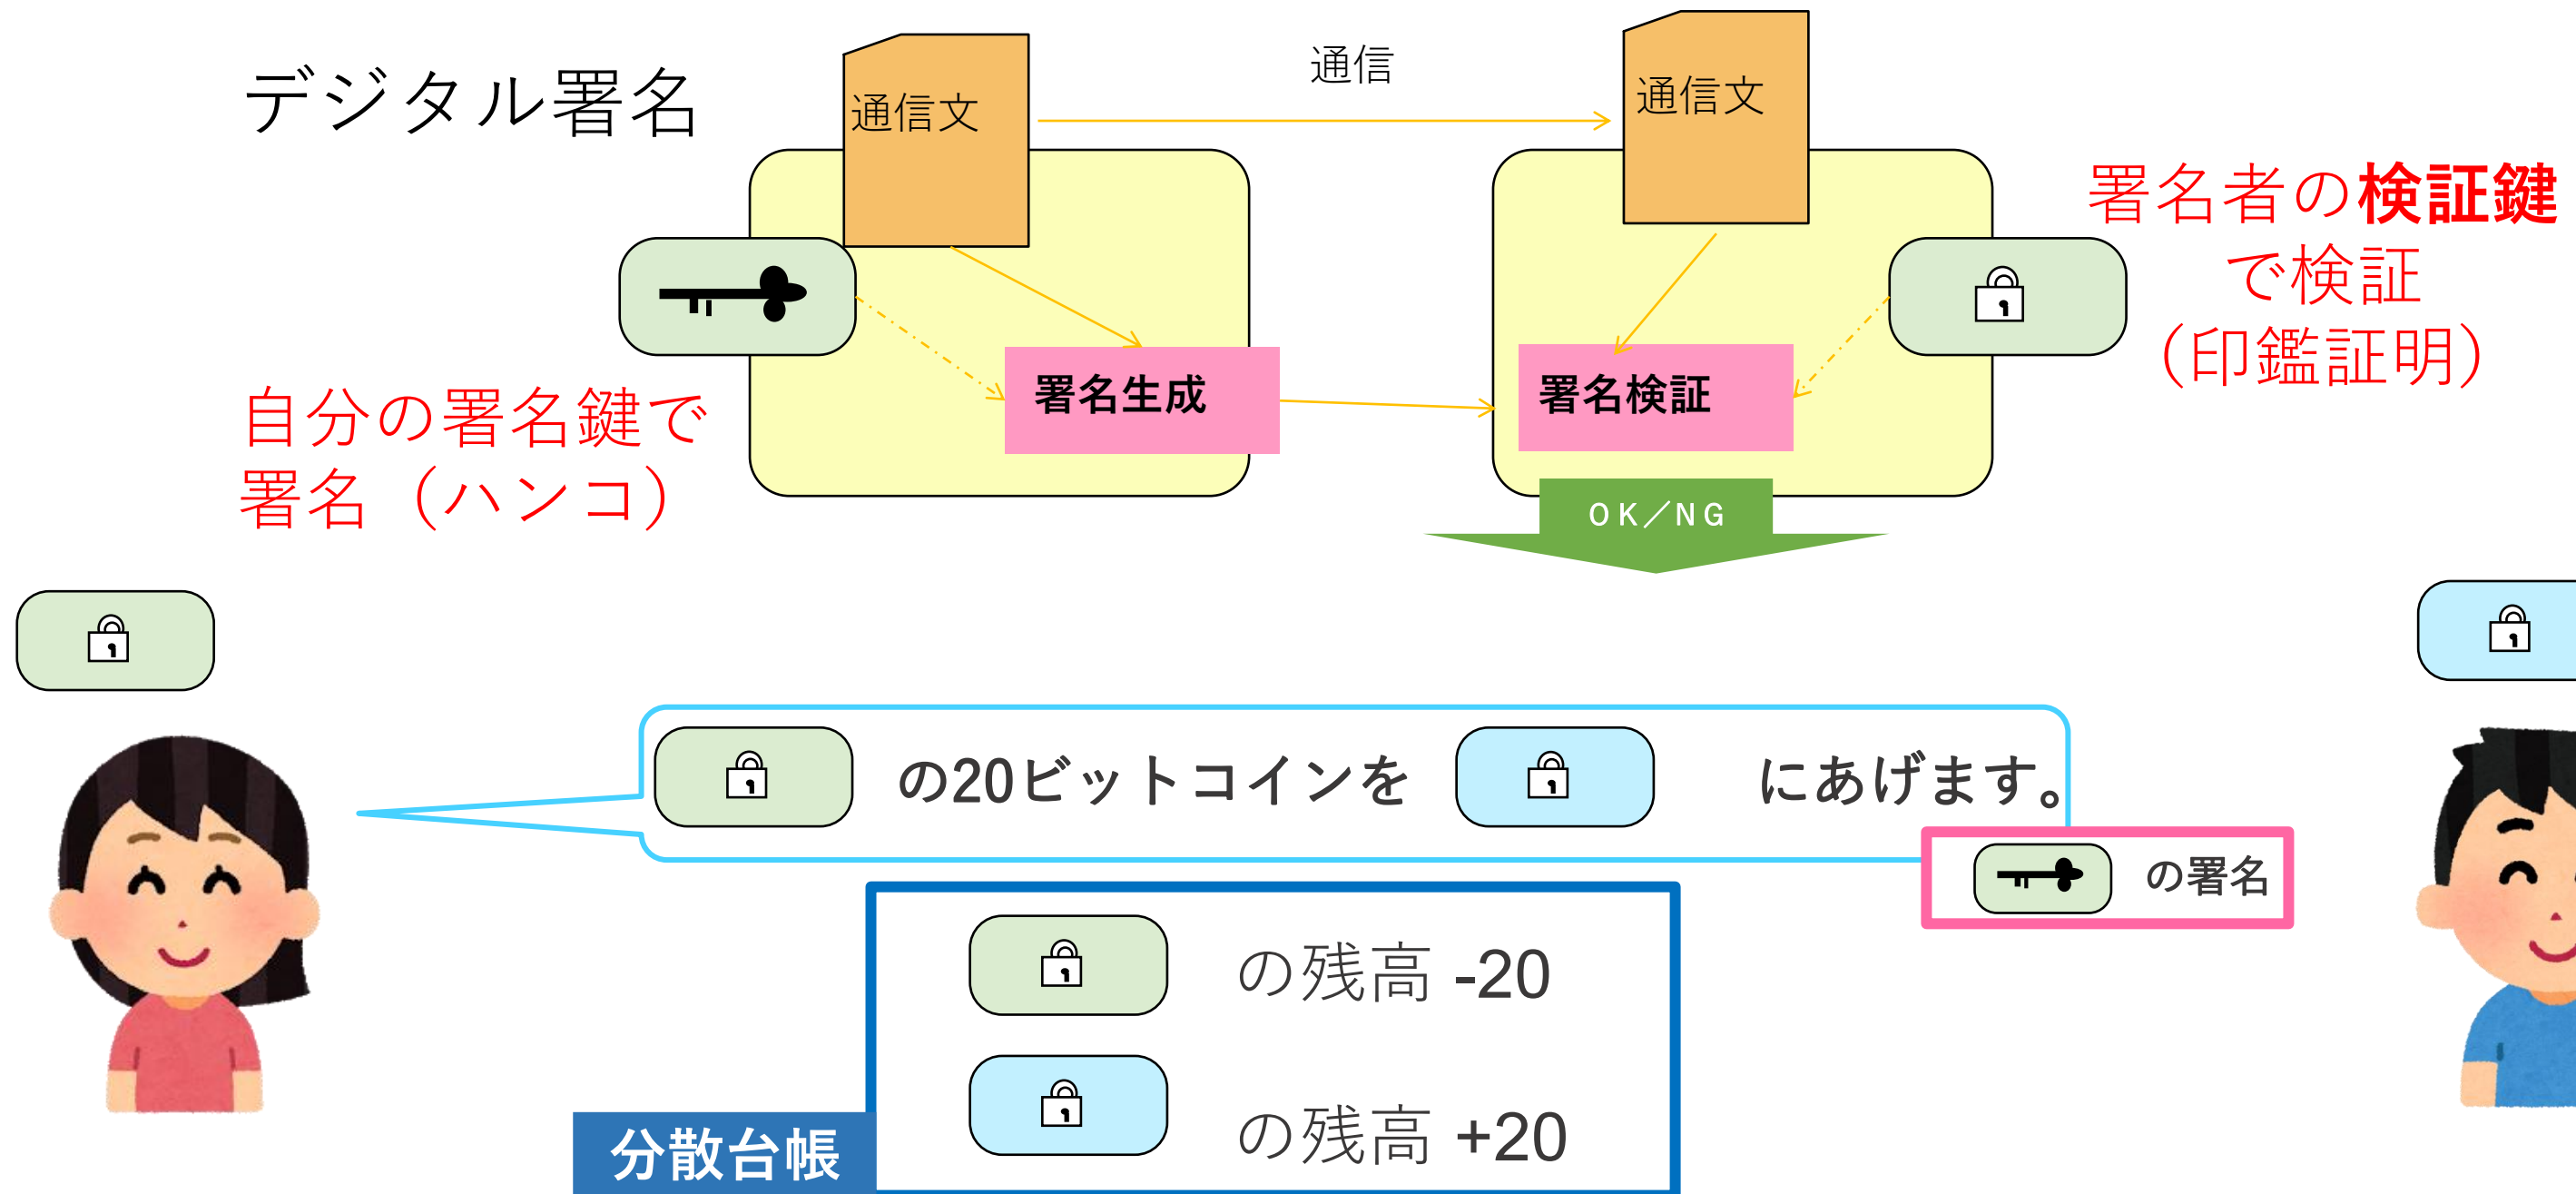 デジタル署名
通信文
通信
通信文
署名者の検証鍵
で検証
（印鑑証明）
自分の署名鍵で
署名（ハンコ）
署名生成
署名検証
ＯＫ／ＮＧ
の20ビットコインを
にあげます。
の署名
の残高 -20
の残高 +20
分散台帳